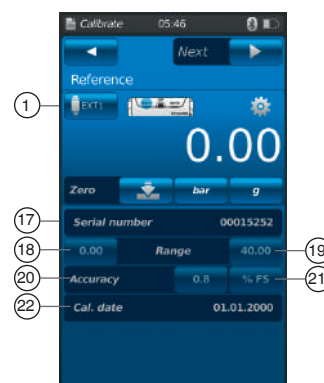 Calibrate 05:46
Next
Reference
1 EXT1
0.00
Zero bar g
17 Serial number 00015252
18 0.00 Range 40.00 19
20 Accuracy 0.8 % FS 21
22 Cal. date 01.01.2000